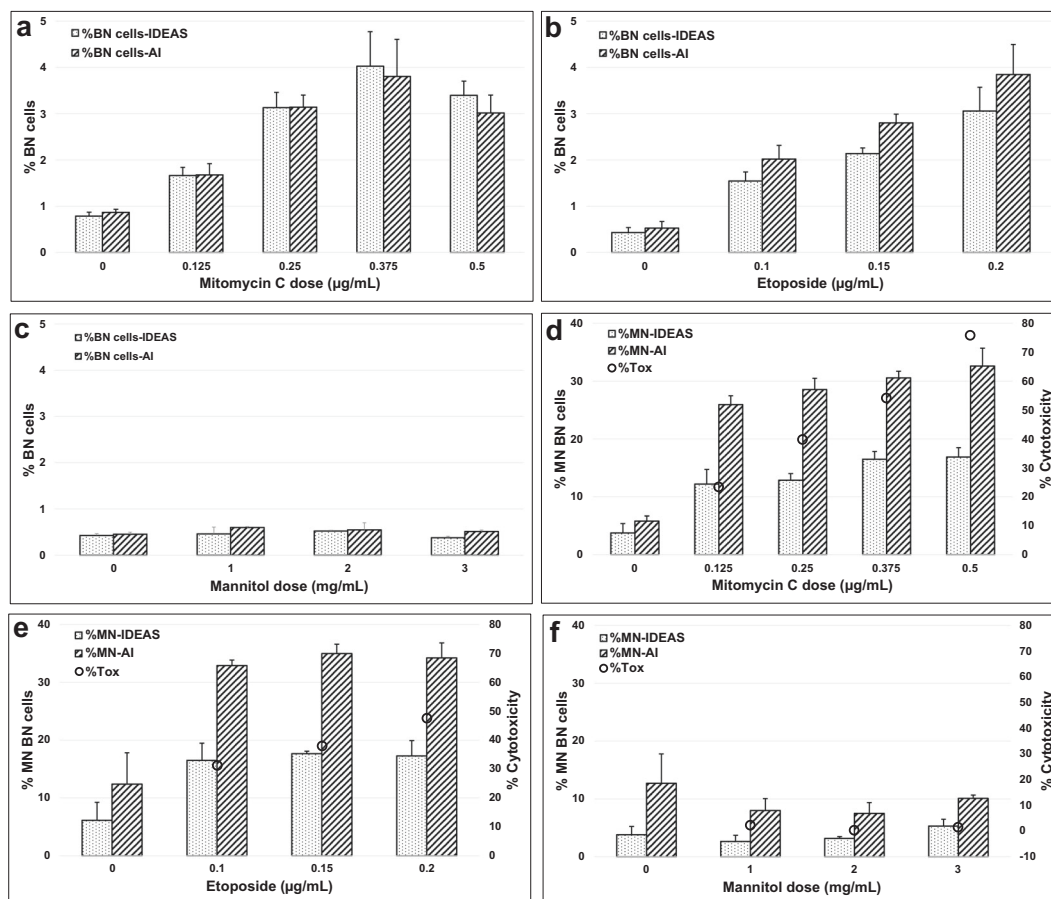 a
%BN cells-IDEAS
%BN cells-AI
% BN cells
5
4
3
2
1
0
0 0.125 0.25 0.375 0.5
Mitomycin C dose (µg/mL)
b
%BN cells-IDEAS
%BN cells-AI
% BN cells
5
4
3
2
1
0
0 0.1 0.15 0.2
Etoposide (µg/mL)
c
%BN cells-IDEAS
%BN cells-AI
% BN cells
5
4
3
2
1
0
0 1 2 3
Mannitol dose (mg/mL)
d
%MN-IDEAS
%MN-AI
%Tox
% MN BN cells
40
30
20
10
0
% Cytotoxicity
80
70
60
50
40
30
20
10
0
0 0.125 0.25 0.375 0.5
Mitomycin C dose (µg/mL)
e
%MN-IDEAS
%MN-AI
%Tox
% MN BN cells
40
30
20
10
0
% Cytotoxicity
80
70
60
50
40
30
20
10
0
0 0.1 0.15 0.2
Etoposide (µg/mL)
f
%MN-IDEAS
%MN-AI
%Tox
% MN BN cells
40
30
20
10
0
% Cytotoxicity
80
70
60
50
40
30
20
10
0
-10
0 1 2 3
Mannitol dose (mg/mL)